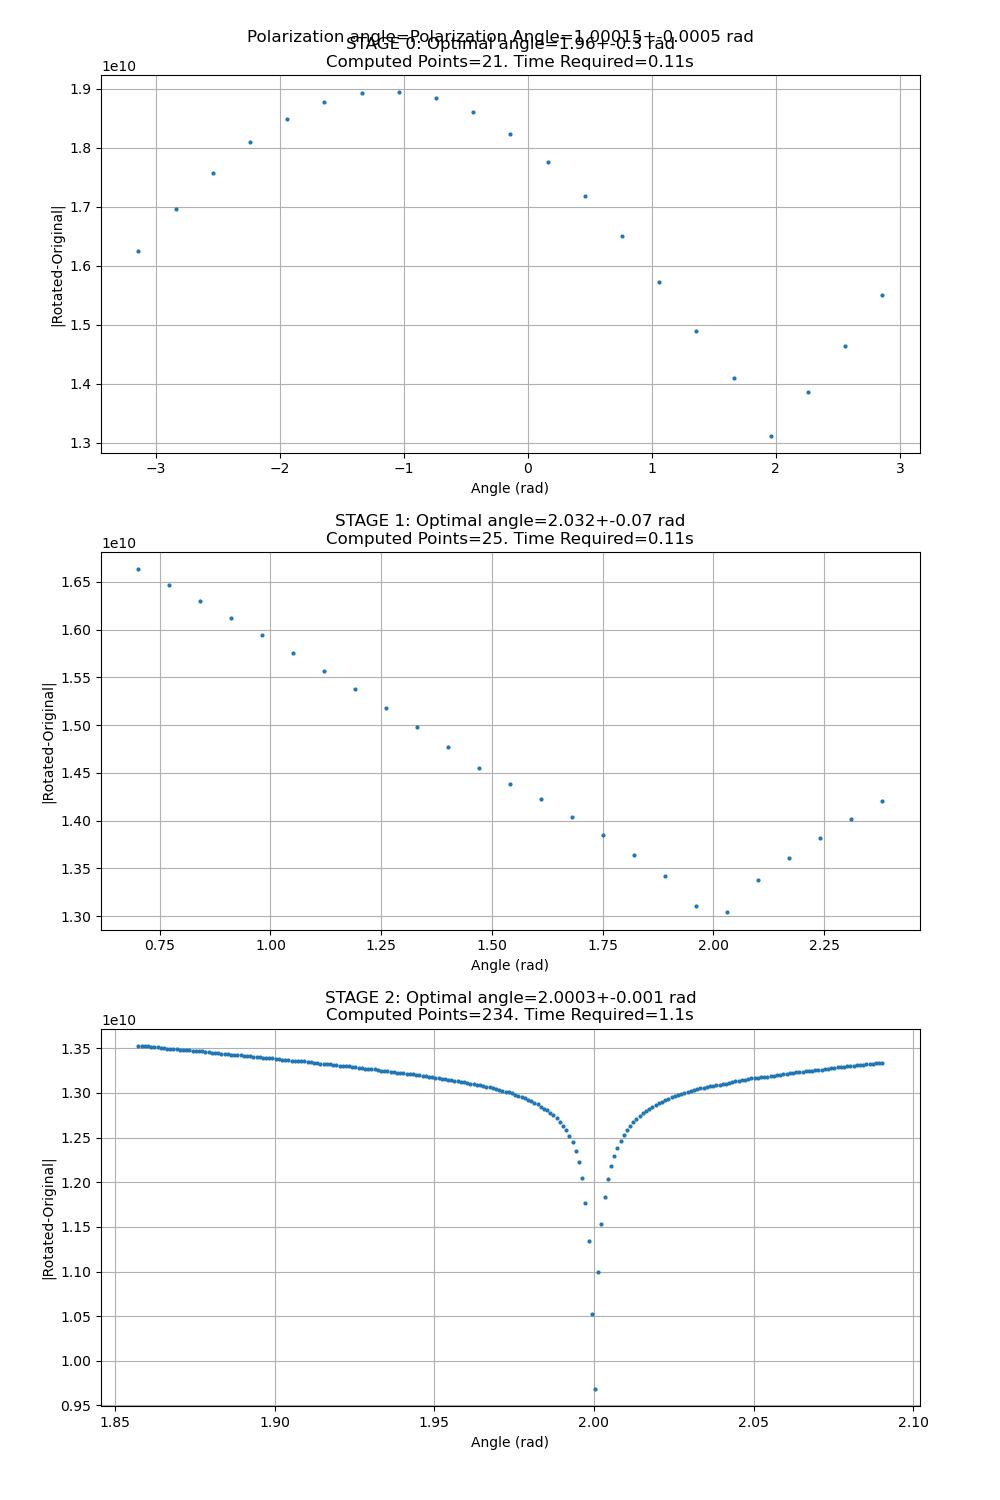 Polarization angle=Polarization Angle=1.00015+-0.0005 rad
STAGE 0: Optimal angle=1.96+-0.3 rad
Computed Points=21. Time Required=0.11s
1e10
1.9
1.8
1.7
1.6
1.5
1.4
1.3
|Rotated-Original|
−3 −2 −1 0 1 2 3
Angle (rad)
STAGE 1: Optimal angle=2.032+-0.07 rad
Computed Points=25. Time Required=0.11s
1e10
1.65
1.60
1.55
1.50
1.45
1.40
1.35
1.30
|Rotated-Original|
0.75 1.00 1.25 1.50 1.75 2.00 2.25
Angle (rad)
STAGE 2: Optimal angle=2.0003+-0.001 rad
Computed Points=234. Time Required=1.1s
1e10
1.35
1.30
1.25
1.20
1.15
1.10
1.05
1.00
0.95
|Rotated-Original|
1.85 1.90 1.95 2.00 2.05 2.10
Angle (rad)